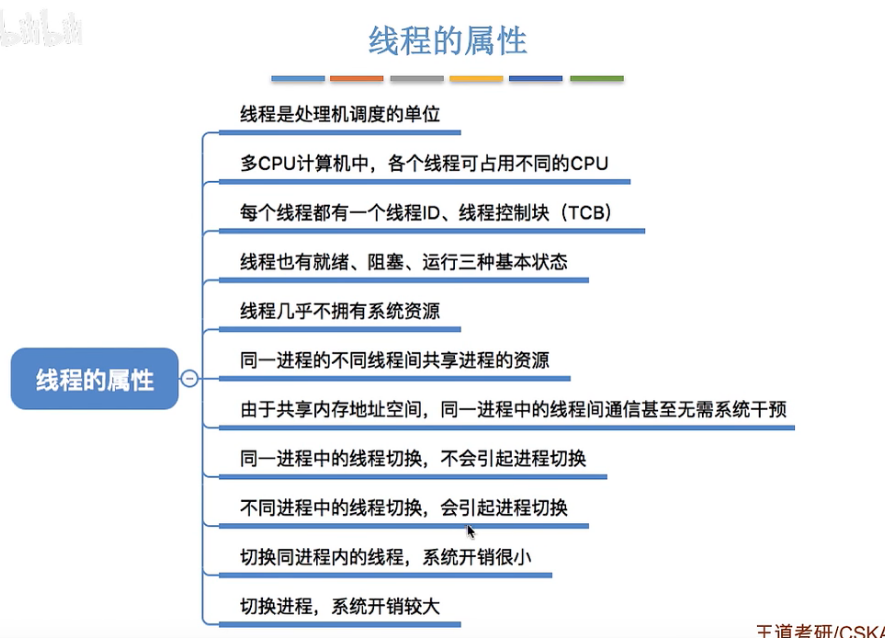 bilibili
线程的属性
线程是处理机调度的单位
多CPU计算机中，各个线程可占用不同的CPU
每个线程都有一个线程ID、线程控制块（TCB）
线程也有就绪、阻塞、运行三种基本状态
线程几乎不拥有系统资源
线程的属性
同一进程的不同线程间共享进程的资源
由于共享内存地址空间，同一进程中的线程间通信甚至无需系统干预
同一进程中的线程切换，不会引起进程切换
不同进程中的线程切换，会引起进程切换
切换同进程内的线程，系统开销很小
切换进程，系统开销较大
王道考研/CSKA